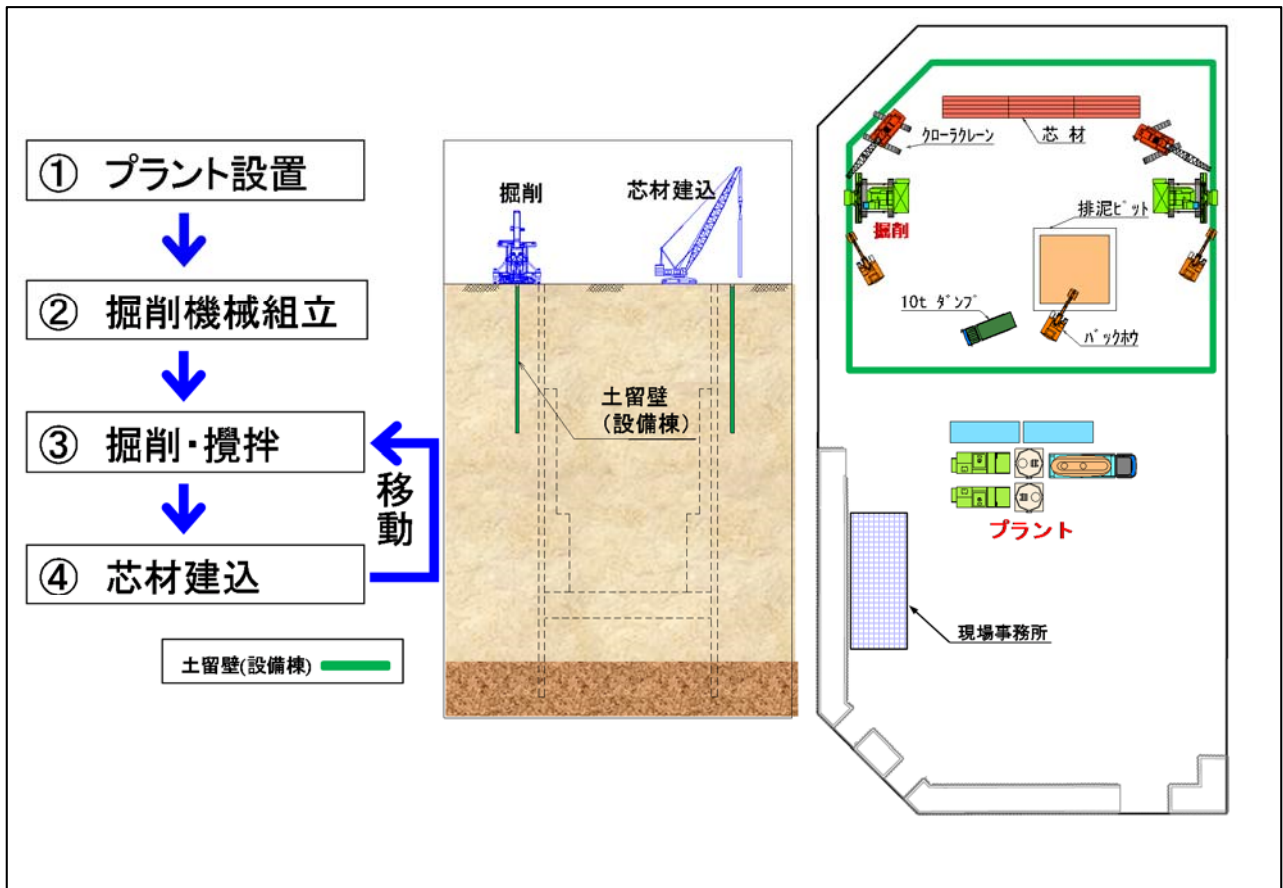 ① プラント設置
② 掘削機械組立
③ 掘削・攪拌
④ 芯材建込
移動
土留壁(設備棟)
掘削
芯材建込
土留壁
(設備棟)
クローラクレーン
芯 材
掘削
排泥ピット
10t ダンプ
バックホウ
プラント
現場事務所